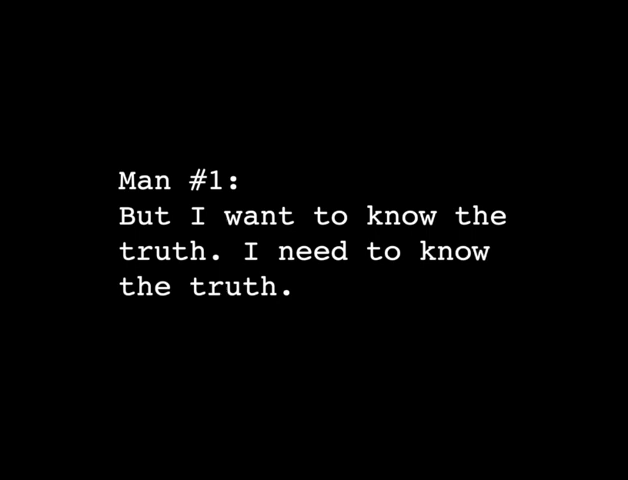 Man #1:
But I want to know the
truth. I need to know
the truth.